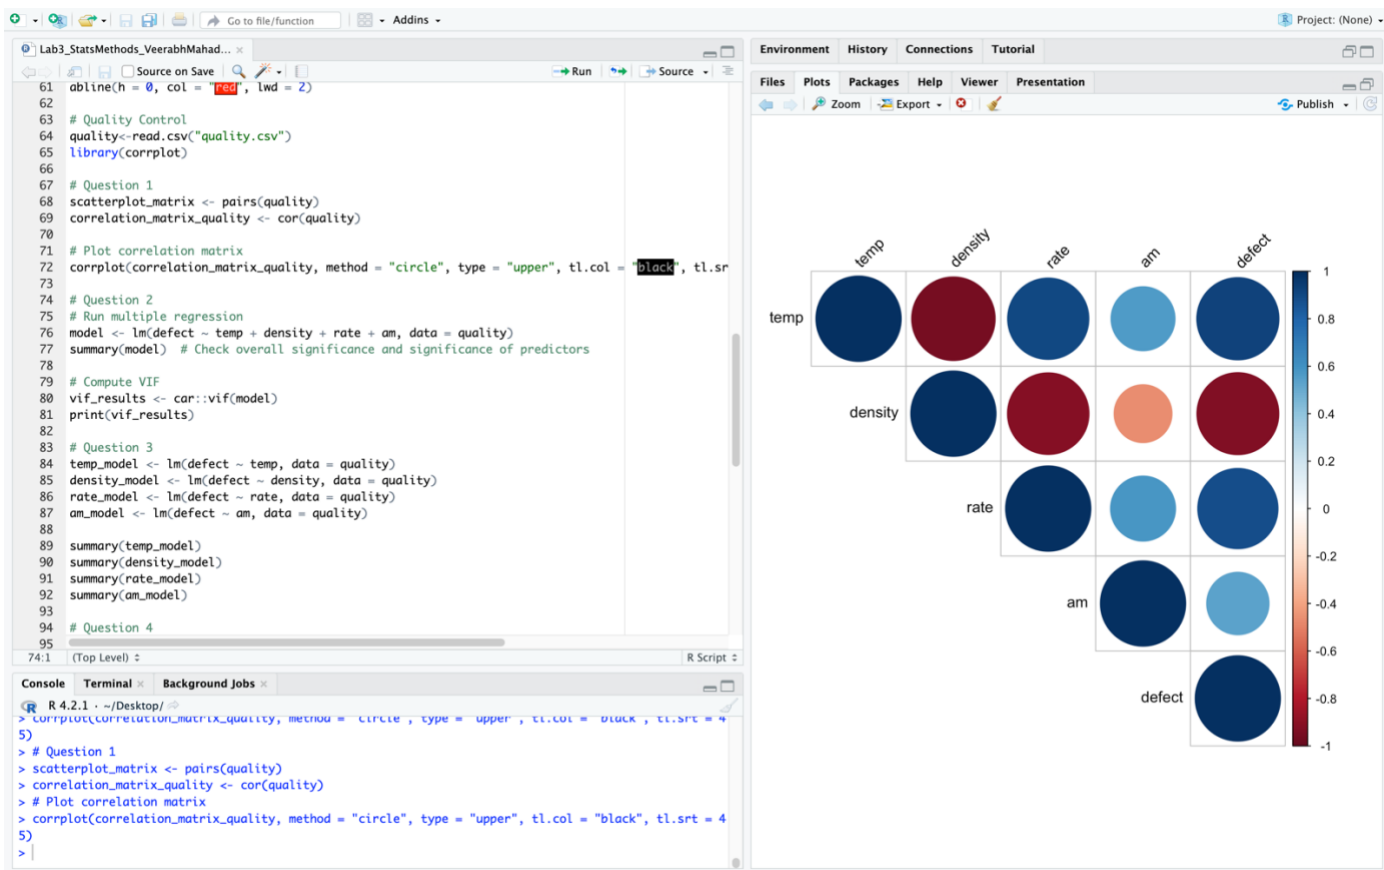 Go to file/function
Addins
Project: (None)
Lab3_StatsMethods_VeerabhMahad...
Source on Save
Run
Source
61 abline(h = 0, col = "red", lwd = 2)
62
63 # Quality Control
64 quality<-read.csv("quality.csv")
65 library(corrplot)
66
67 # Question 1
68 scatterplot_matrix <- pairs(quality)
69 correlation_matrix_quality <- cor(quality)
70
71 # Plot correlation matrix
72 corrplot(correlation_matrix_quality, method = "circle", type = "upper", tl.col = "black", tl.sr
73
74 # Question 2
75 # Run multiple regression
76 model <- lm(defect ~ temp + density + rate + am, data = quality)
77 summary(model)  # Check overall significance and significance of predictors
78
79 # Compute VIF
80 vif_results <- car::vif(model)
81 print(vif_results)
82
83 # Question 3
84 temp_model <- lm(defect ~ temp, data = quality)
85 density_model <- lm(defect ~ density, data = quality)
86 rate_model <- lm(defect ~ rate, data = quality)
87 am_model <- lm(defect ~ am, data = quality)
88
89 summary(temp_model)
90 summary(density_model)
91 summary(rate_model)
92 summary(am_model)
93
94 # Question 4
95
74:1 (Top Level) R Script
Console Terminal Background Jobs
R 4.2.1 · ~/Desktop/
> corrplot(correlation_matrix_quality, method = "circle", type = "upper", tl.col = "black", tl.srt = 4
5)
> # Question 1
> scatterplot_matrix <- pairs(quality)
> correlation_matrix_quality <- cor(quality)
> # Plot correlation matrix
> corrplot(correlation_matrix_quality, method = "circle", type = "upper", tl.col = "black", tl.srt = 4
5)
>
Environment History Connections Tutorial
Files Plots Packages Help Viewer Presentation
Zoom Export Publish
temp density rate am defect
temp
density
rate
am
defect
1
0.8
0.6
0.4
0.2
0
-0.2
-0.4
-0.6
-0.8
-1